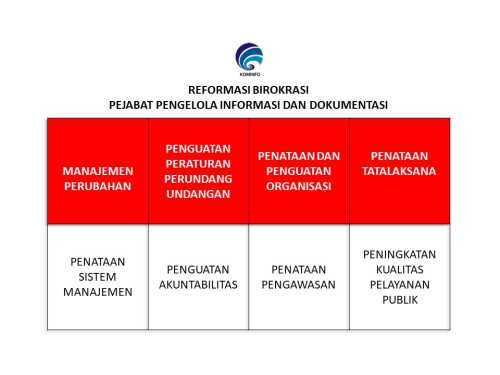 KOMINFO
REFORMASI BIROKRASI
PEJABAT PENGELOLA INFORMASI DAN DOKUMENTASI
MANAJEMEN
PERUBAHAN
PENGUATAN
PERATURAN
PERUNDANG
UNDANGAN
PENATAAN DAN
PENGUATAN
ORGANISASI
PENATAAN
TATALAKSANA
PENATAAN
SISTEM
MANAJEMEN
PENGUATAN
AKUNTABILITAS
PENATAAN
PENGAWASAN
PENINGKATAN
KUALITAS
PELAYANAN
PUBLIK